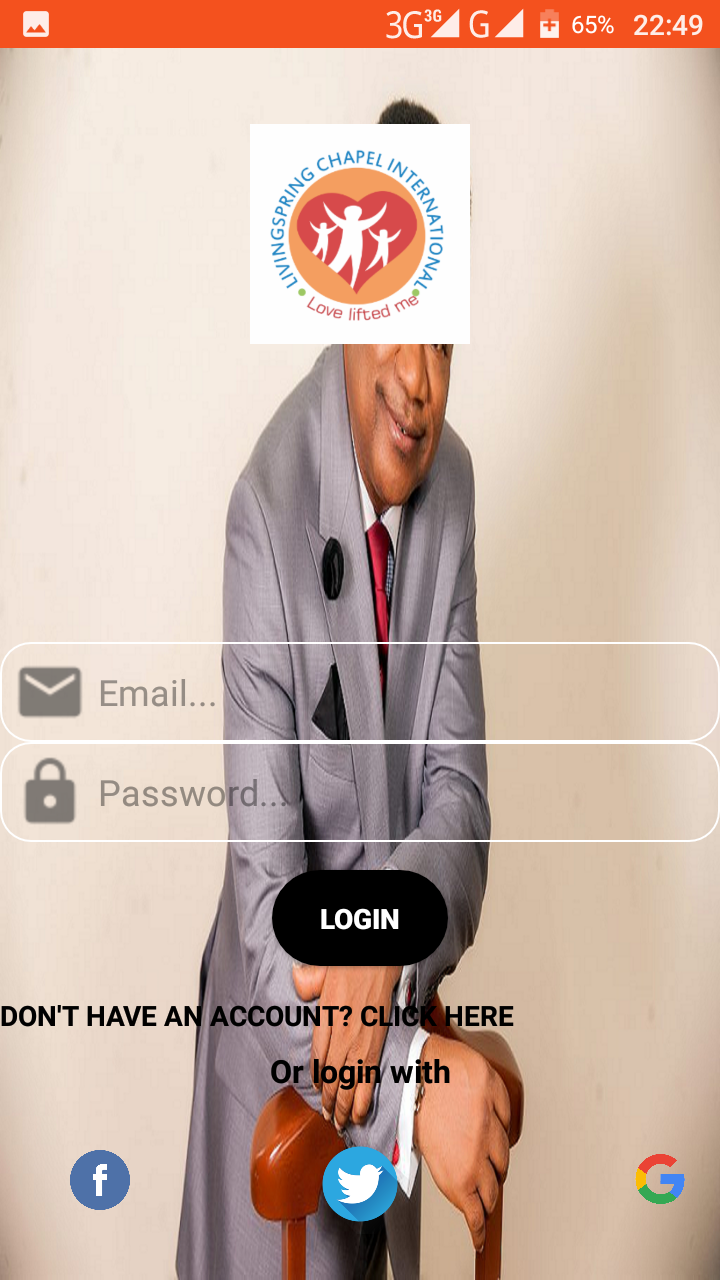 3G 3G G 65% 22:49
LIVINGSPRING CHAPEL INTERNATIONAL
Love lifted me
Email...
Password...
LOGIN
DON'T HAVE AN ACCOUNT? CLICK HERE
Or login with
f
G